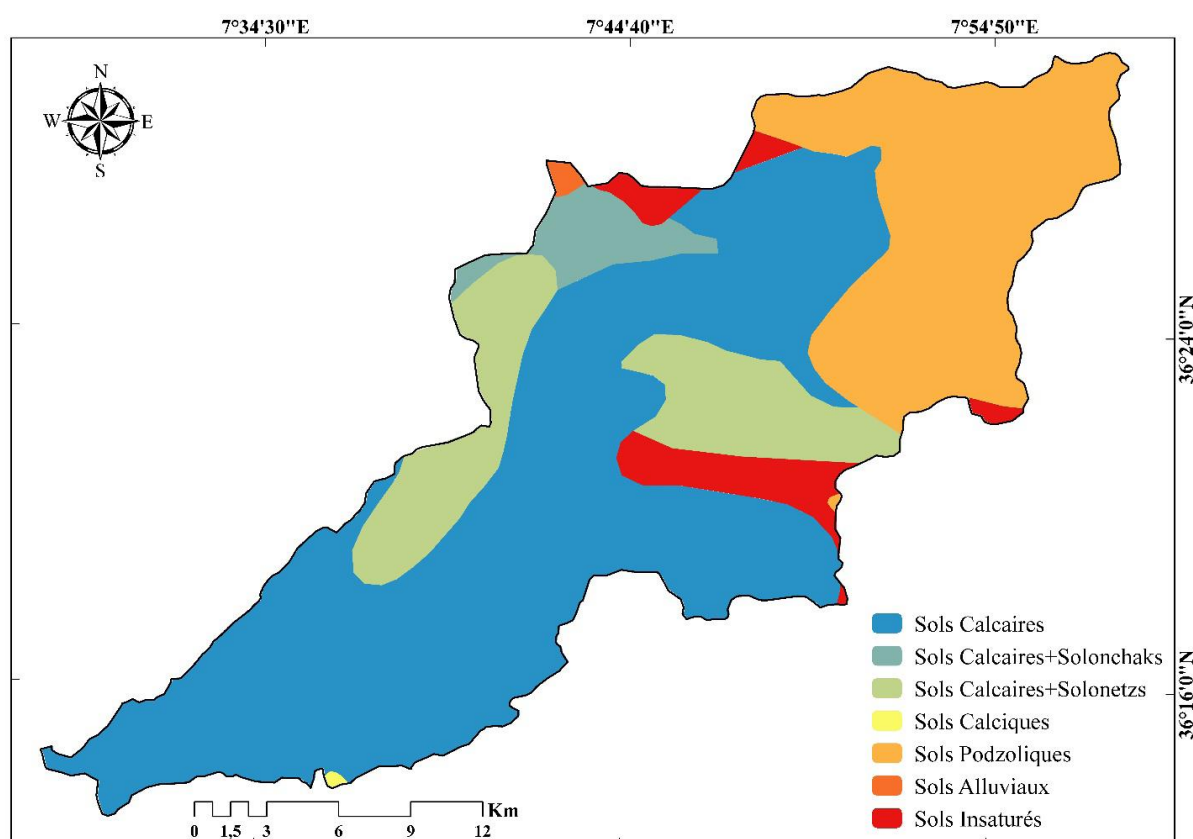 7°34'30"E 7°44'40"E 7°54'50"E
N
W E
S
36°24'0"N
36°16'0"N
Sols Calcaires
Sols Calcaires+Solonchaks
Sols Calcaires+Solonetzs
Sols Calciques
Sols Podzoliques
Sols Alluviaux
Sols Insaturés
Km
0 1,5 3 6 9 12